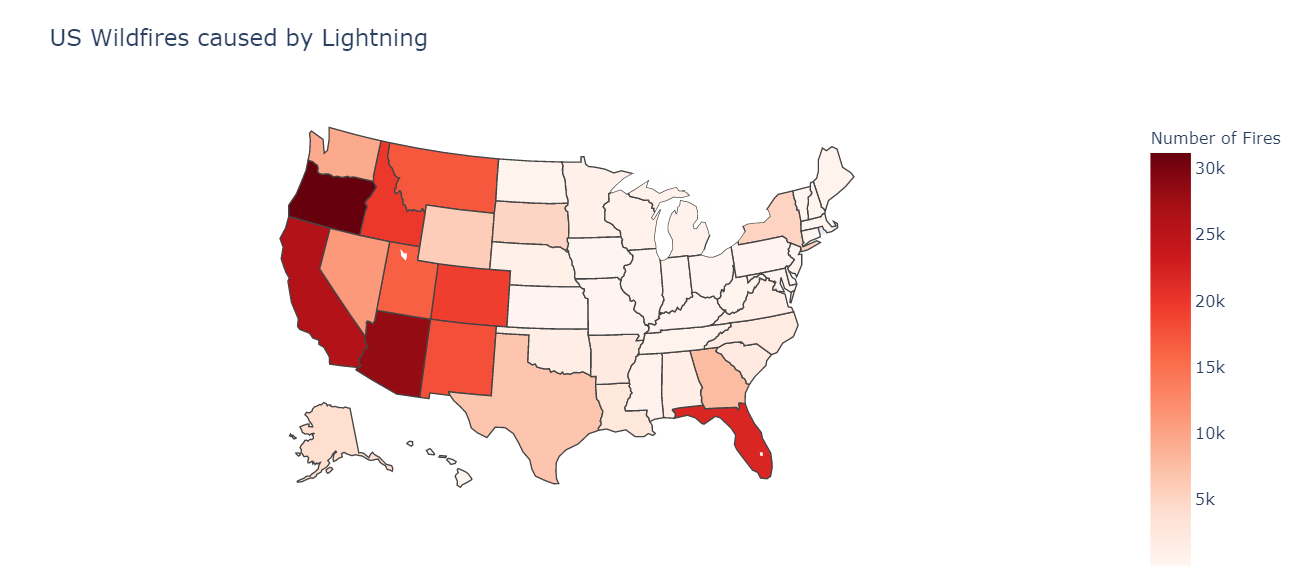 US Wildfires caused by Lightning
Number of Fires
30k
25k
20k
15k
10k
5k